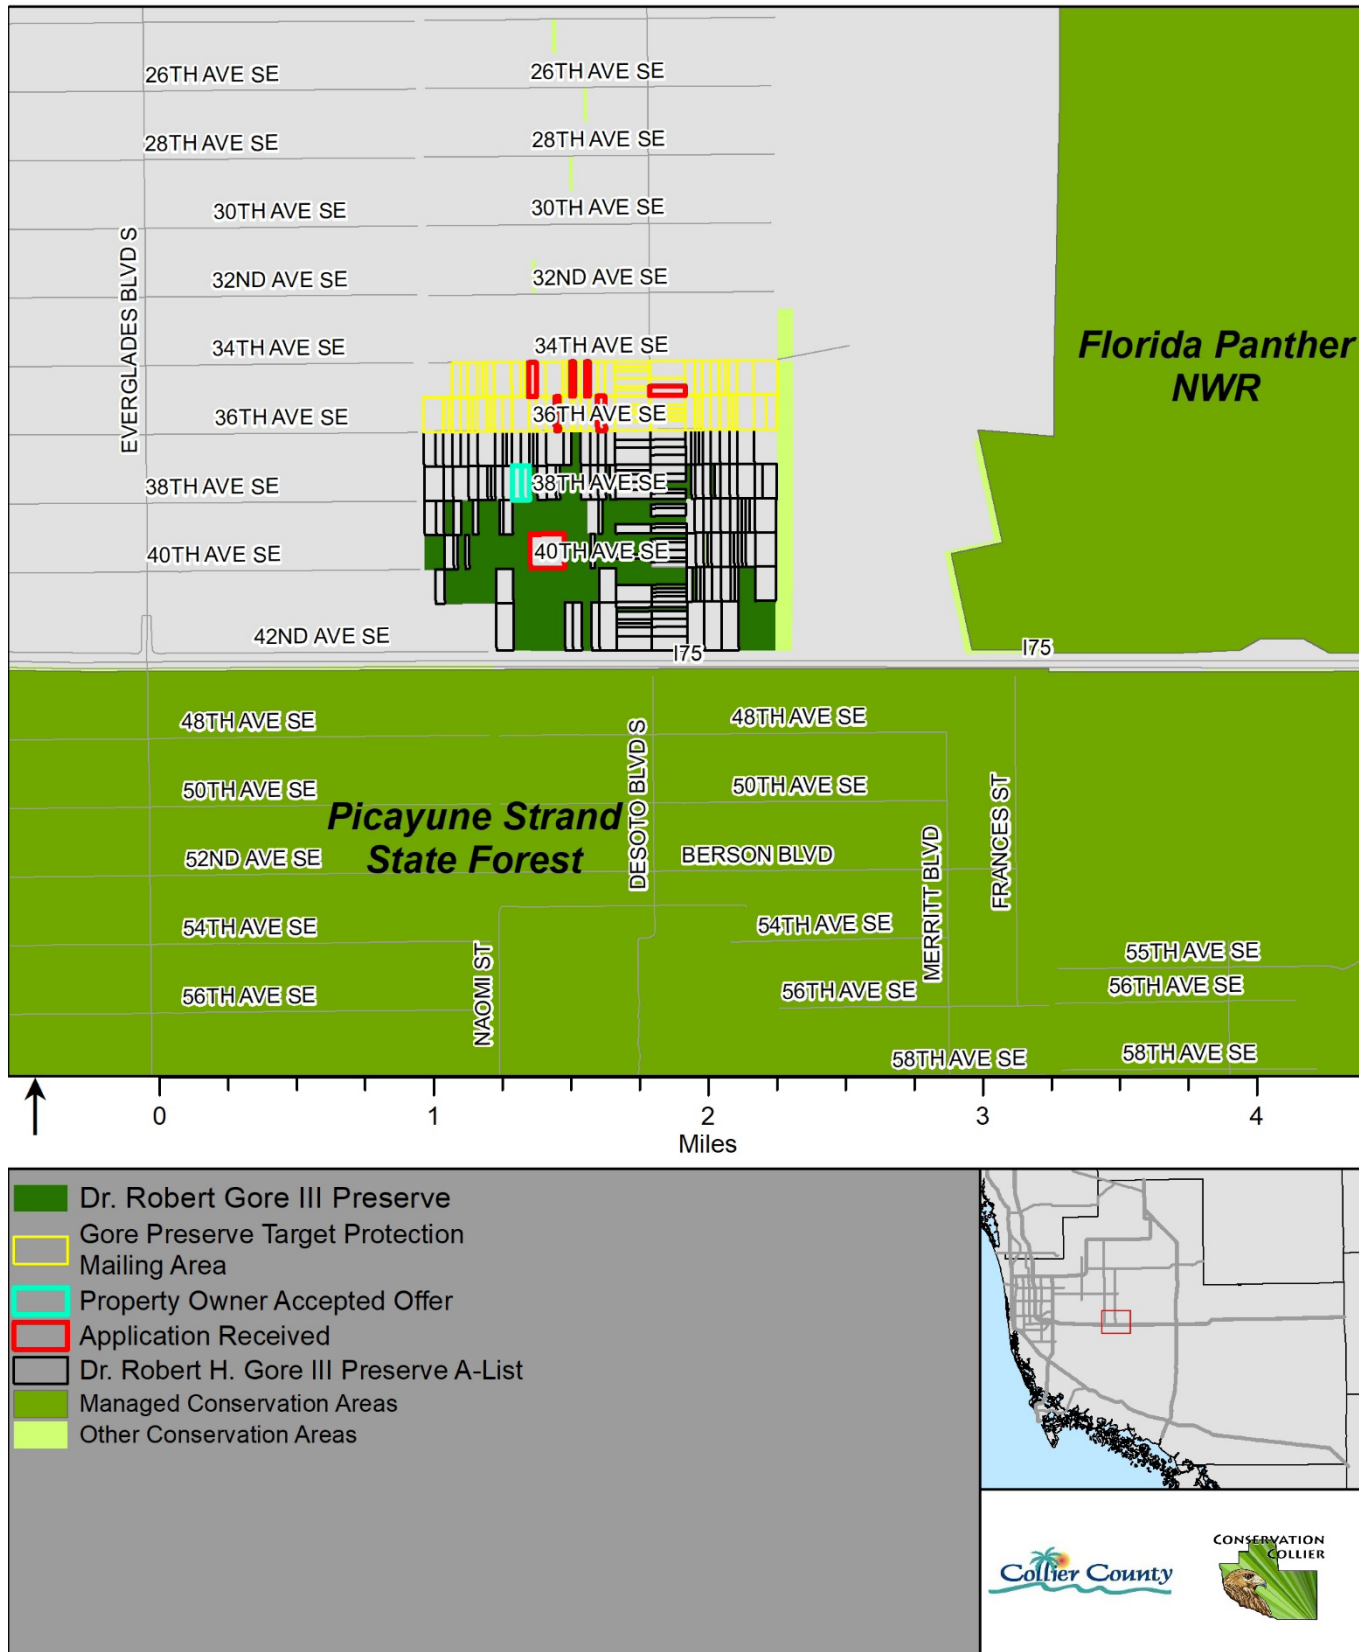 26TH AVE SE
26TH AVE SE
28TH AVE SE
28TH AVE SE
30TH AVE SE
30TH AVE SE
EVERGLADES BLVD S
32ND AVE SE
32ND AVE SE
34TH AVE SE
34TH AVE SE
Florida Panther
NWR
36TH AVE SE
36TH AVE SE
38TH AVE SE
38TH AVE SE
40TH AVE SE
40TH AVE SE
42ND AVE SE
I75
I75
48TH AVE SE
48TH AVE SE
DESOTO BLVD S
50TH AVE SE
50TH AVE SE
Picayune Strand
State Forest
52ND AVE SE
BERSON BLVD
MERRITT BLVD
FRANCES ST
54TH AVE SE
54TH AVE SE
55TH AVE SE
NAOMI ST
56TH AVE SE
56TH AVE SE
56TH AVE SE
58TH AVE SE
58TH AVE SE
0 1 2 3 4
Miles
Dr. Robert Gore III Preserve
Gore Preserve Target Protection
Mailing Area
Property Owner Accepted Offer
Application Received
Dr. Robert H. Gore III Preserve A-List
Managed Conservation Areas
Other Conservation Areas
Collier County
CONSERVATION
COLLIER